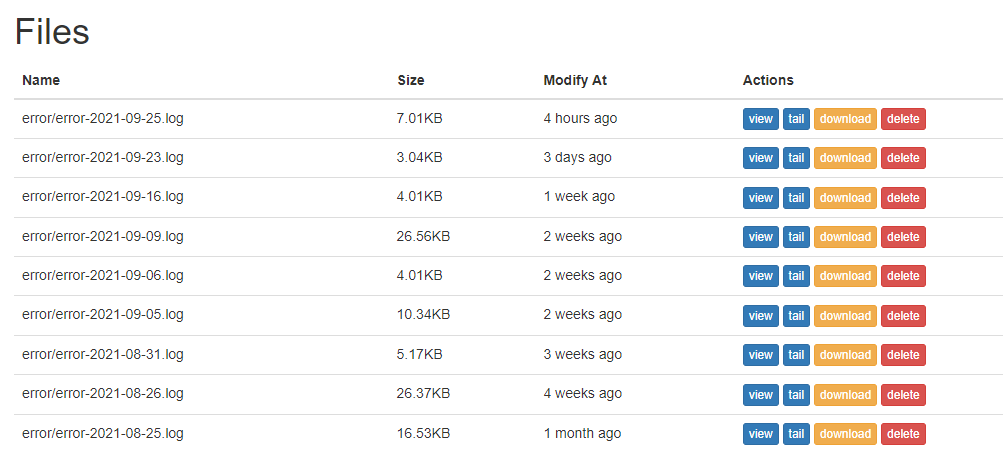 Files
Name Size Modify At Actions
error/error-2021-09-25.log 7.01KB 4 hours ago view tail download delete
error/error-2021-09-23.log 3.04KB 3 days ago view tail download delete
error/error-2021-09-16.log 4.01KB 1 week ago view tail download delete
error/error-2021-09-09.log 26.56KB 2 weeks ago view tail download delete
error/error-2021-09-06.log 4.01KB 2 weeks ago view tail download delete
error/error-2021-09-05.log 10.34KB 2 weeks ago view tail download delete
error/error-2021-08-31.log 5.17KB 3 weeks ago view tail download delete
error/error-2021-08-26.log 26.37KB 4 weeks ago view tail download delete
error/error-2021-08-25.log 16.53KB 1 month ago view tail download delete